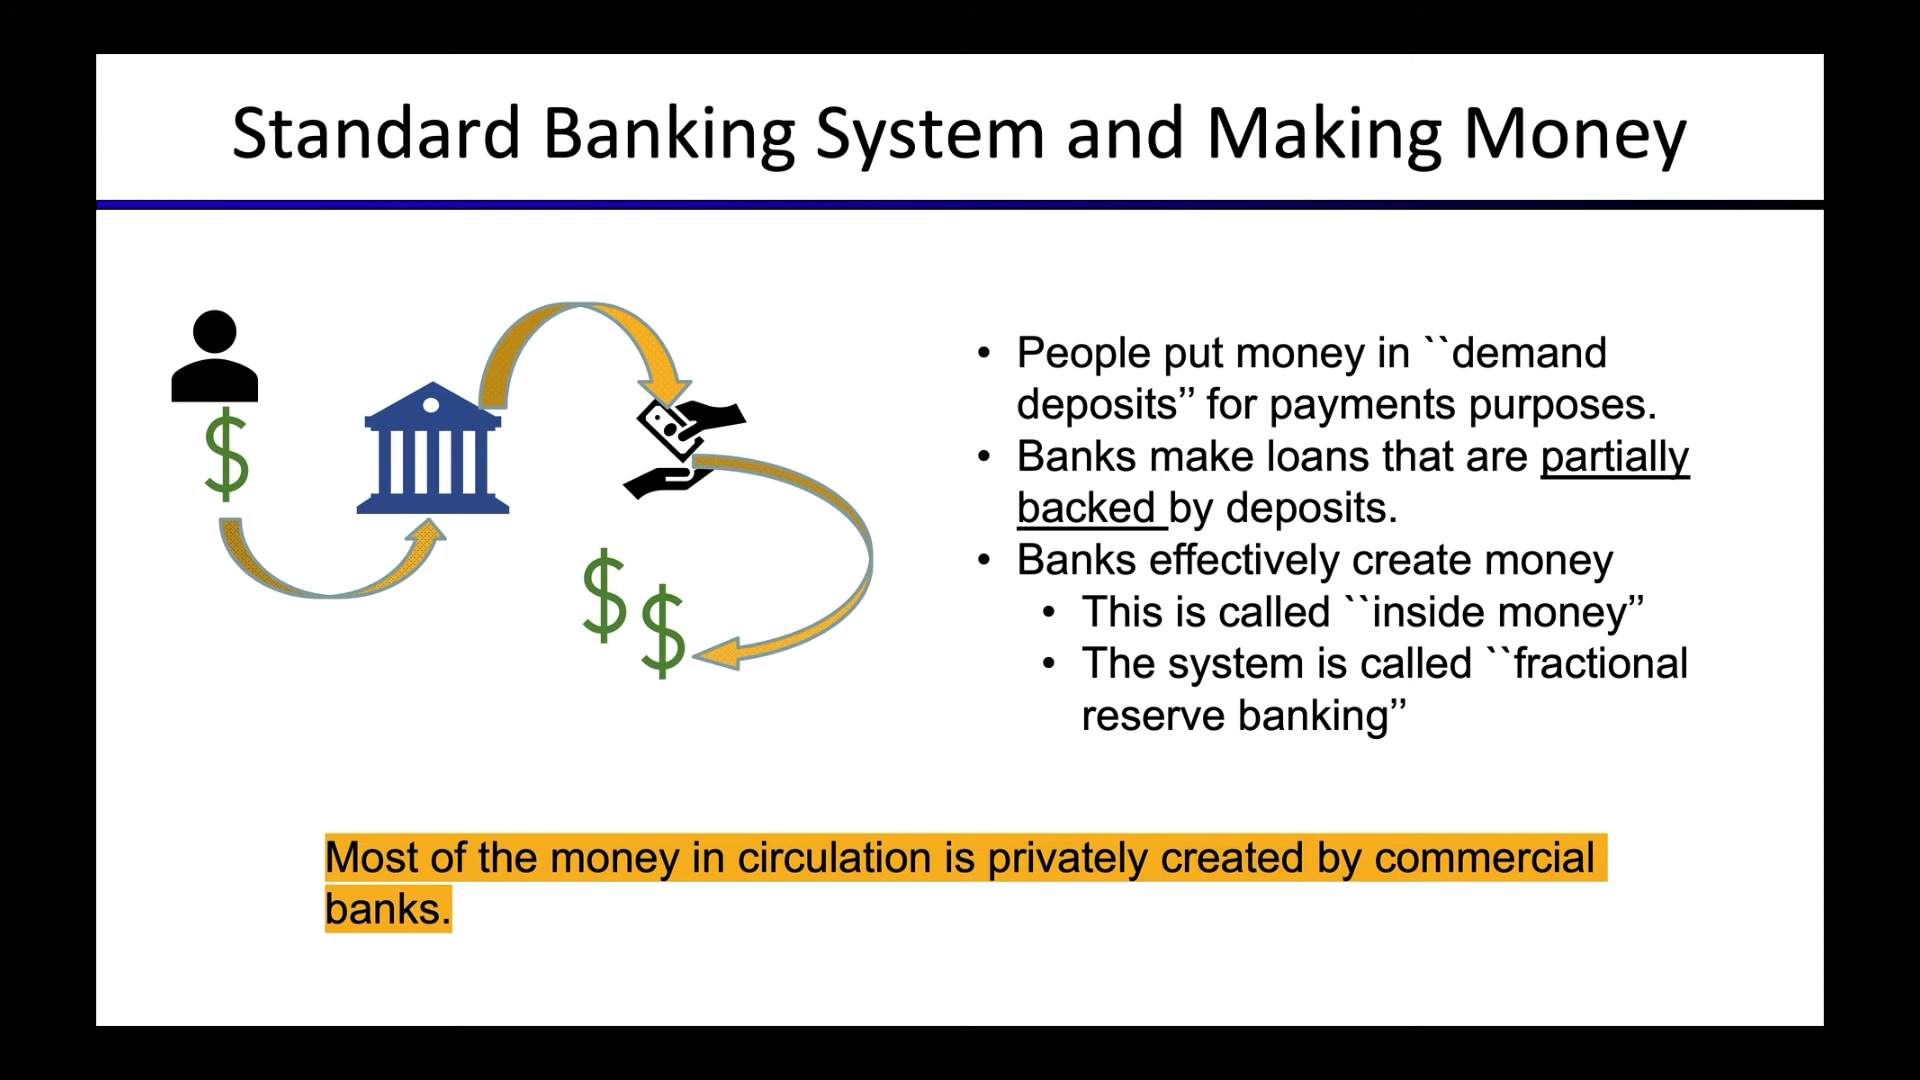 Standard Banking System and Making Money
$
$
$
• People put money in ``demand
deposits’’ for payments purposes.
• Banks make loans that are partially
backed by deposits.
• Banks effectively create money
• This is called ``inside money’’
• The system is called ``fractional
reserve banking’’
Most of the money in circulation is privately created by commercial
banks.